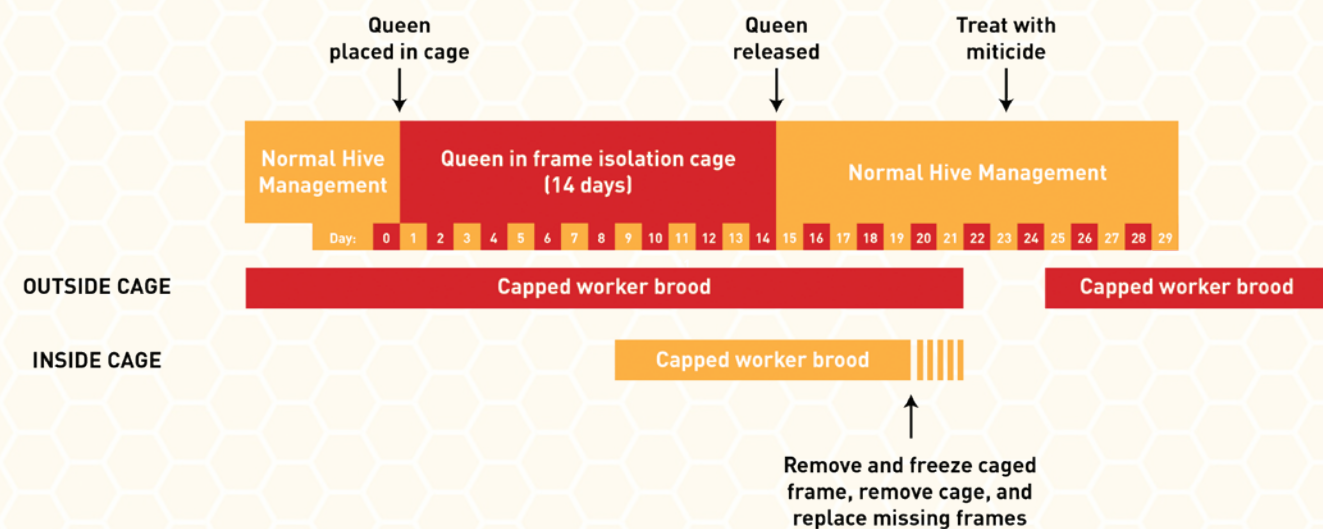 Queen
placed in cage
Queen
released
Treat with
miticide
Normal Hive
Management
Queen in frame isolation cage
(14 days)
Normal Hive Management
Day: 0 1 2 3 4 5 6 7 8 9 10 11 12 13 14 15 16 17 18 19 20 21 22 23 24 25 26 27 28 29
OUTSIDE CAGE
Capped worker brood
Capped worker brood
INSIDE CAGE
Capped worker brood
Remove and freeze caged
frame, remove cage, and
replace missing frames